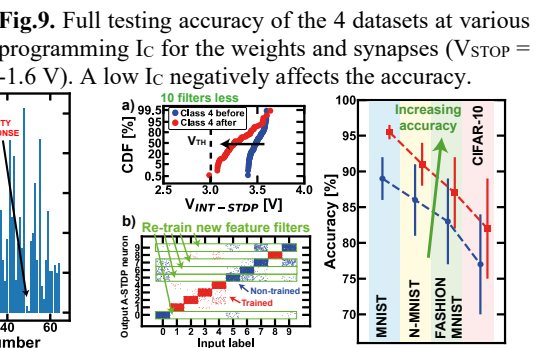 Fig.9. Full testing accuracy of the 4 datasets at various
programming IC for the weights and synapses (VSTOP =
-1.6 V). A low IC negatively affects the accuracy.
40 60
a)
10 filters less
Class 4 before
Class 4 after
VTH
CDF [%]
99.5
95
80
50
20
5
0.5
2.5 3.0 3.5 4.0
VINT-STDP [V]
b)
Re-train new feature filters
Output A-STDP neuron
9
8
7
6
5
4
3
2
1
0
Non-trained
Trained
0 1 2 3 4 5 6 7 8 9
Input label
Accuracy [%]
100
95
90
85
80
75
70
Increasing
accuracy
CIFAR-10
MNIST
N-MNIST
FASHION
MNIST